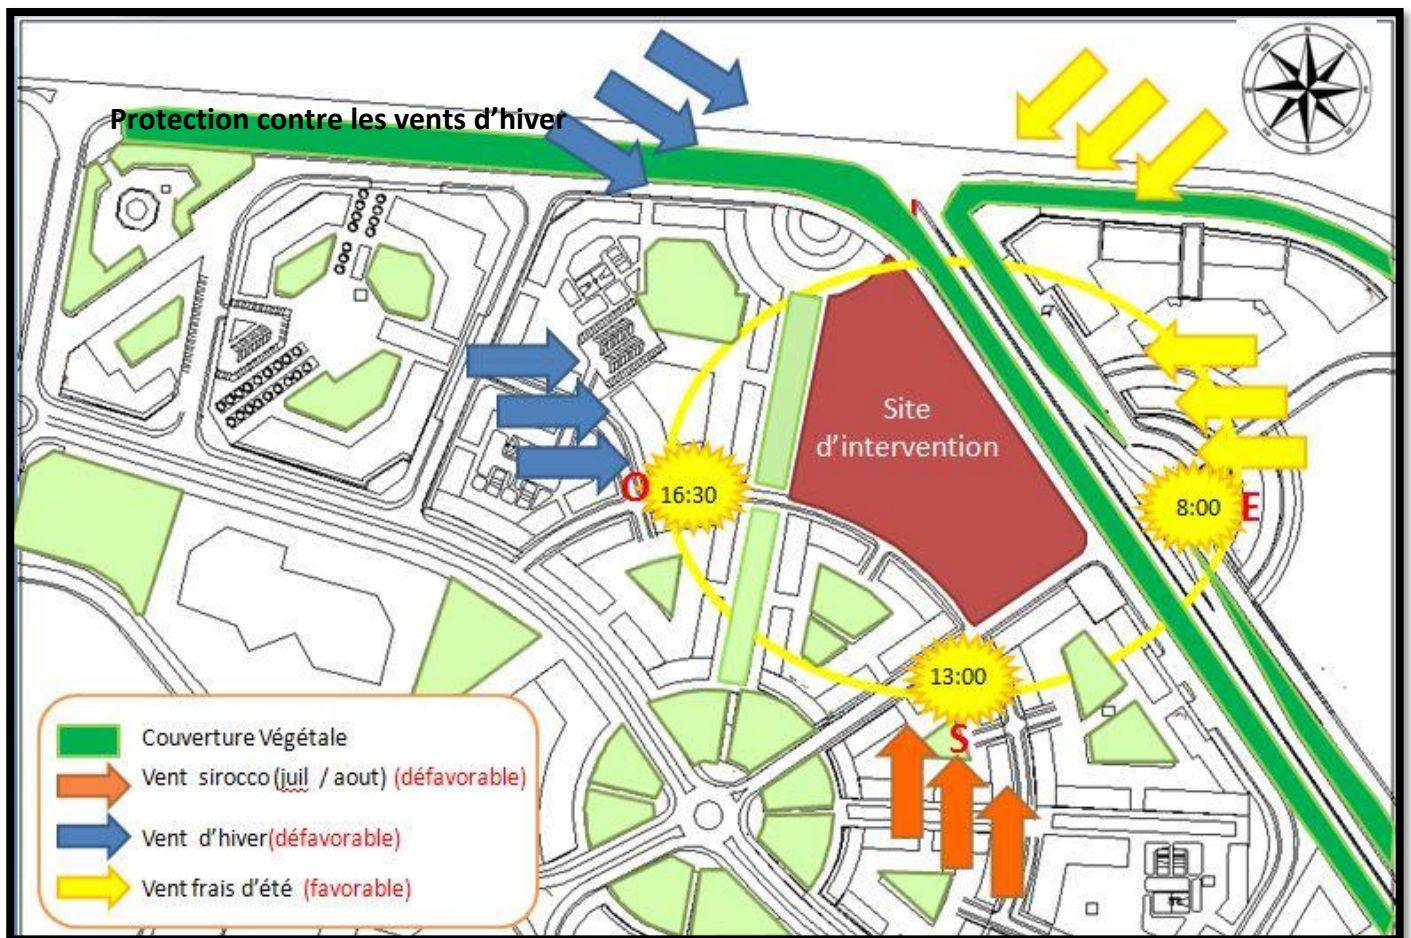 Protection contre les vents d’hiver
N
E
S
W
Site
d’intervention
O
16:30
8:00
E
13:00
S
Couverture Végétale
Vent sirocco (juil / aout) (défavorable)
Vent d’hiver(défavorable)
Vent frais d’été (favorable)